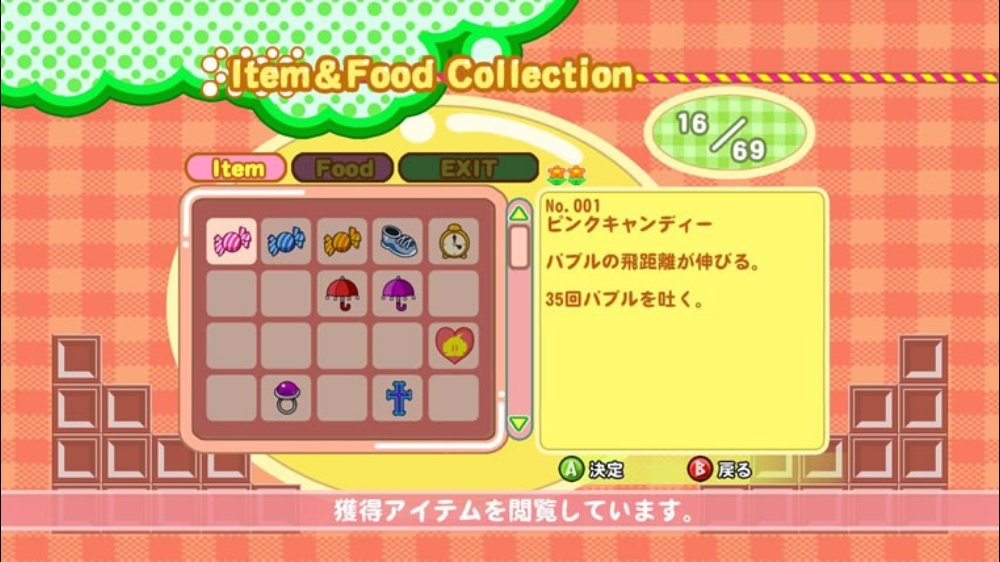 Item&Food Collection
16/69
Item
Food
EXIT
No.001
ピンクキャンディー
バブルの飛距離が伸びる。
35回バブルを吐く。
A 決定
B 戻る
獲得アイテムを閲覧しています。